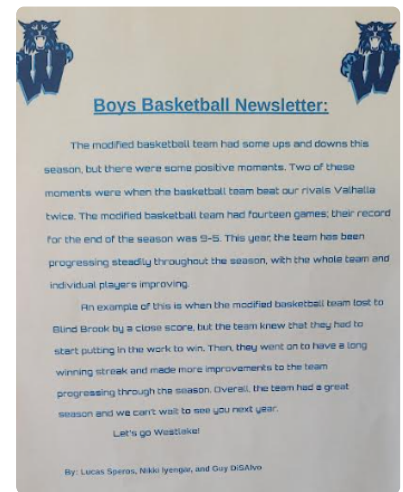 Boys Basketball Newsletter:
The modified basketball team had some ups and downs this
season, but there were some positive moments. Two of these
moments were when the basketball team beat our rivals Valhalla
twice. The modified basketball team had fourteen games; their record
for the end of the season was 9-5. This year, the team has been
progressing steadily throughout the season, with the whole team and
individual players improving.
An example of this is when the modified basketball team lost to
Blind Brook by a close score, but the team knew that they had to
start putting in the work to win. Then, they went on to have a long
winning streak and made more improvements to the team
progressing through the season. Overall, the team had a great
season and we can't wait to see you next year.
Let's go Westlake!
By: Lucas Speros, Nikki Iyengar, and Guy DiSAlvo